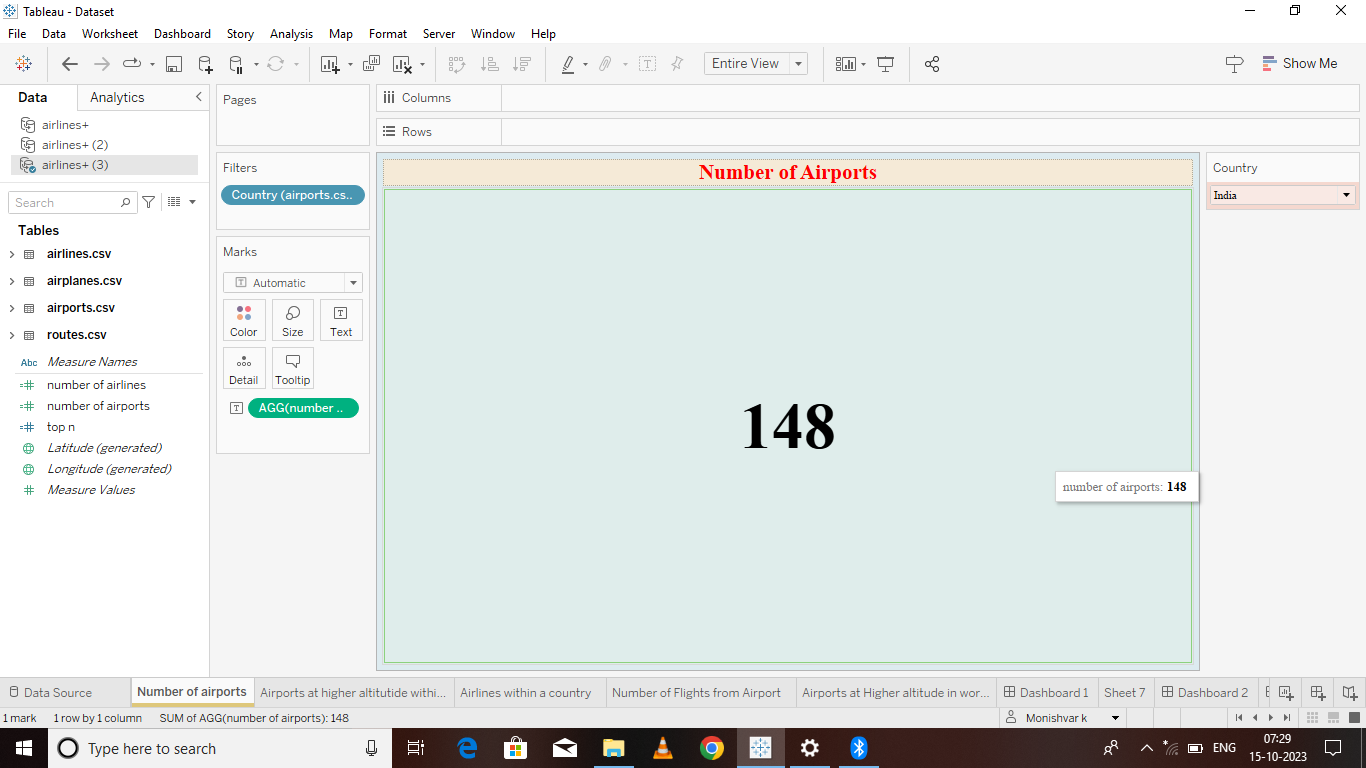 Tableau - Dataset
File Data Worksheet Dashboard Story Analysis Map Format Server Window Help
Entire View
Show Me
Data Analytics
airlines+
airlines+ (2)
airlines+ (3)
Search
Tables
airlines.csv
airplanes.csv
airports.csv
routes.csv
Abc Measure Names
number of airlines
number of airports
top n
Latitude (generated)
Longitude (generated)
Measure Values
Pages
Filters
Country (airports.cs..
Marks
Automatic
Color Size Text
Detail Tooltip
AGG(number ..
Columns
Rows
Number of Airports
148
number of airports: 148
Country
India
Data Source Number of airports Airports at higher altitutide withi... Airlines within a country Number of Flights from Airport Airports at Higher altitude in wor... Dashboard 1 Sheet 7 Dashboard 2
1 mark 1 row by 1 column SUM of AGG(number of airports): 148 Monishvar k
Type here to search
ENG
07:29
15-10-2023